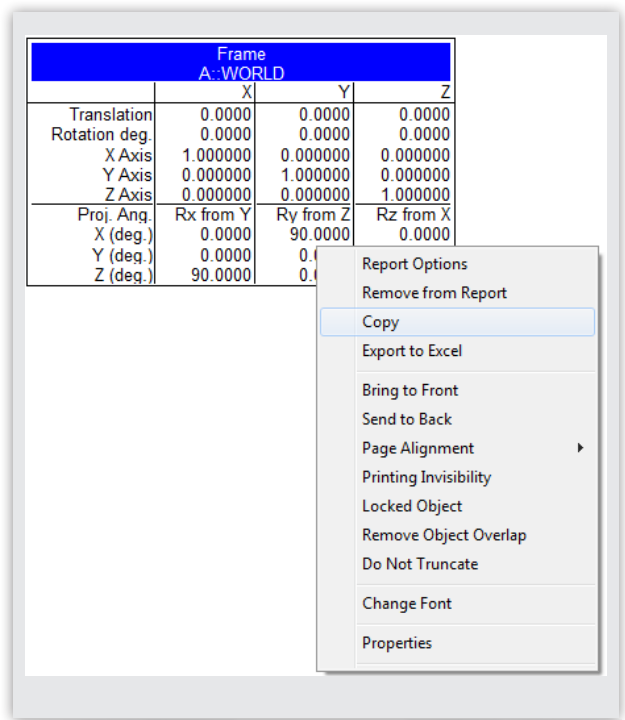 Frame
A::WORLD
X Y Z
Translation 0.0000 0.0000 0.0000
Rotation deg. 0.0000 0.0000 0.0000
X Axis 1.000000 0.000000 0.000000
Y Axis 0.000000 1.000000 0.000000
Z Axis 0.000000 0.000000 1.000000
Proj. Ang. Rx from Y Ry from Z Rz from X
X (deg.) 0.0000 90.0000 0.0000
Y (deg.) 0.0000
Z (deg.) 90.0000
Report Options
Remove from Report
Copy
Export to Excel
Bring to Front
Send to Back
Page Alignment
Printing Invisibility
Locked Object
Remove Object Overlap
Do Not Truncate
Change Font
Properties